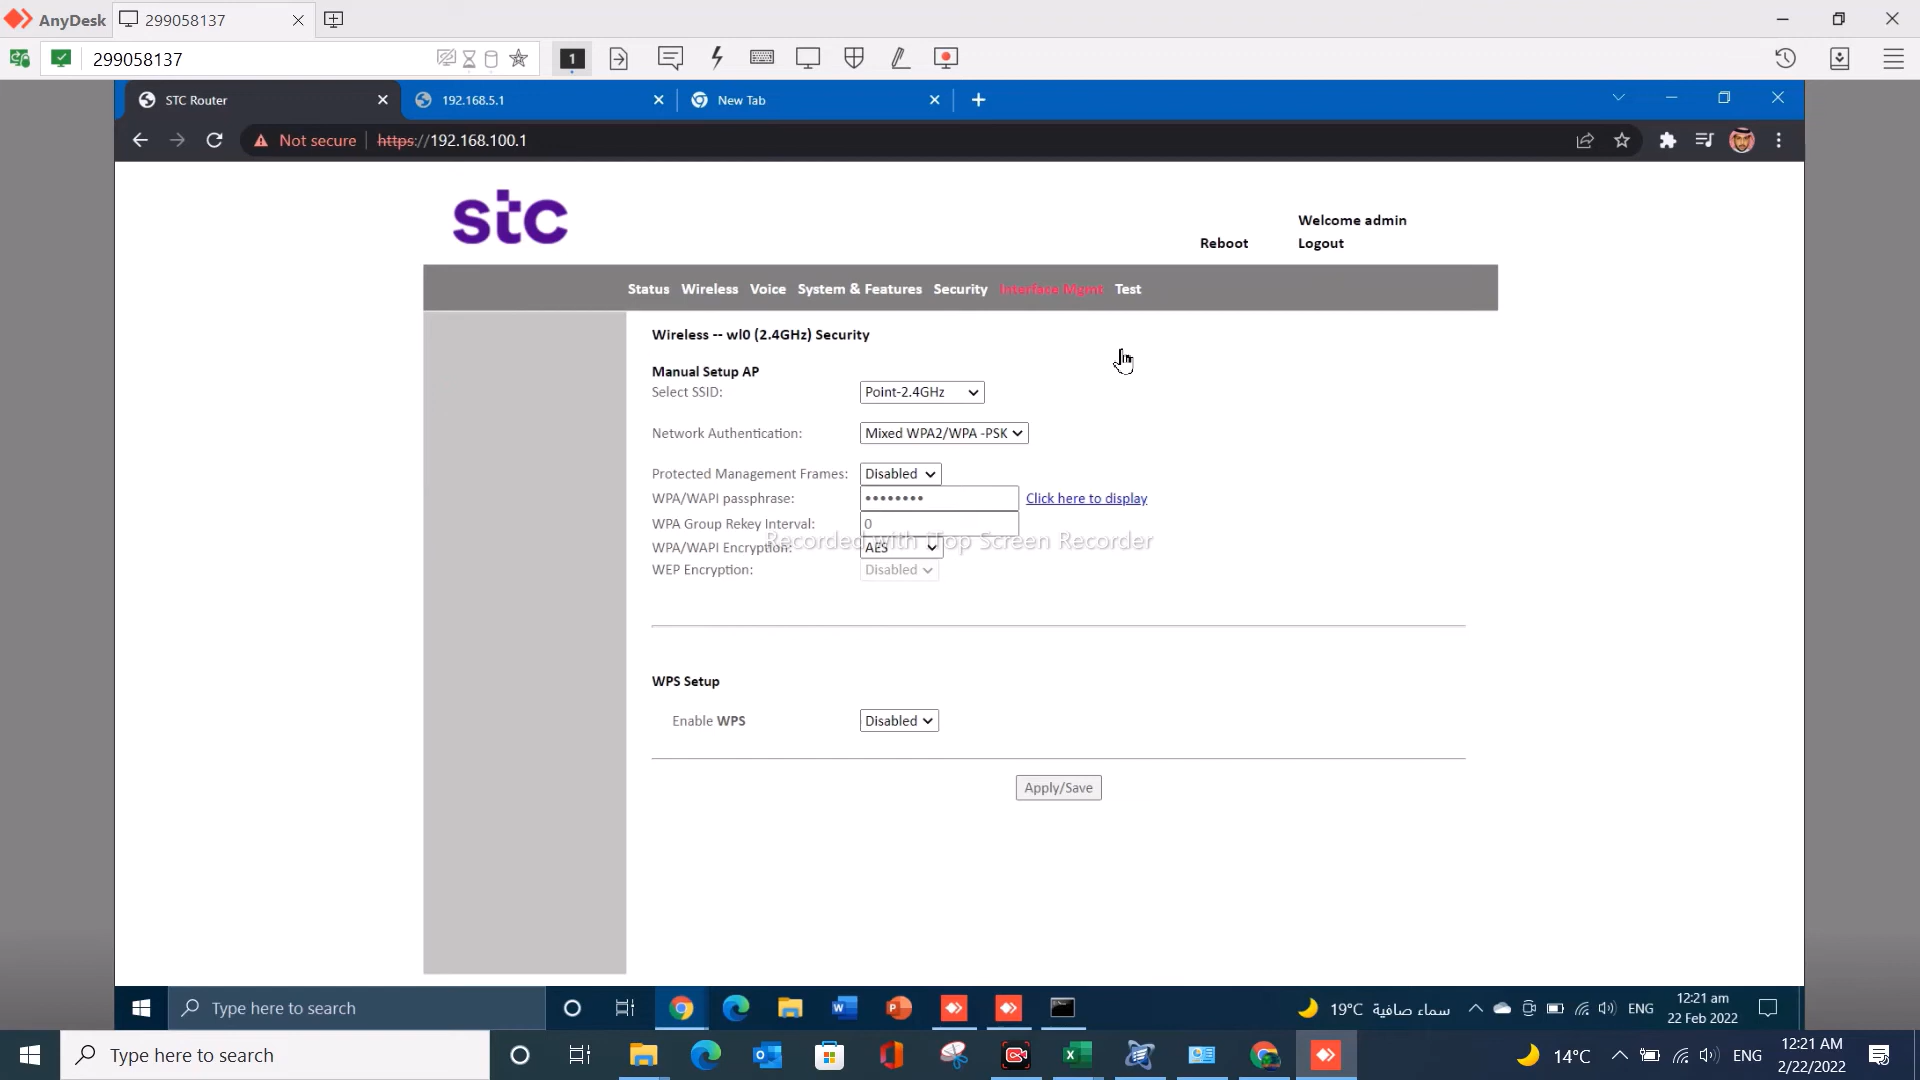 AnyDesk 299058137
299058137 1
STC Router 192.168.5.1 New Tab
Not secure https://192.168.100.1
stc
Welcome admin
Reboot Logout
Status Wireless Voice System & Features Security Interface Mgmt Test
Wireless -- wl0 (2.4GHz) Security
Manual Setup AP
Select SSID: Point-2.4GHz
Network Authentication: Mixed WPA2/WPA -PSK
Protected Management Frames: Disabled
WPA/WAPI passphrase: •••••••• Click here to display
WPA Group Rekey Interval: 0
Recorded with iTop Screen Recorder
WPA/WAPI Encryption: AES
WEP Encryption: Disabled
WPS Setup
Enable WPS Disabled
Apply/Save
Type here to search 19°C سماء صافية ENG 12:21 am
22 Feb 2022
Type here to search 14°C ENG 12:21 AM
2/22/2022